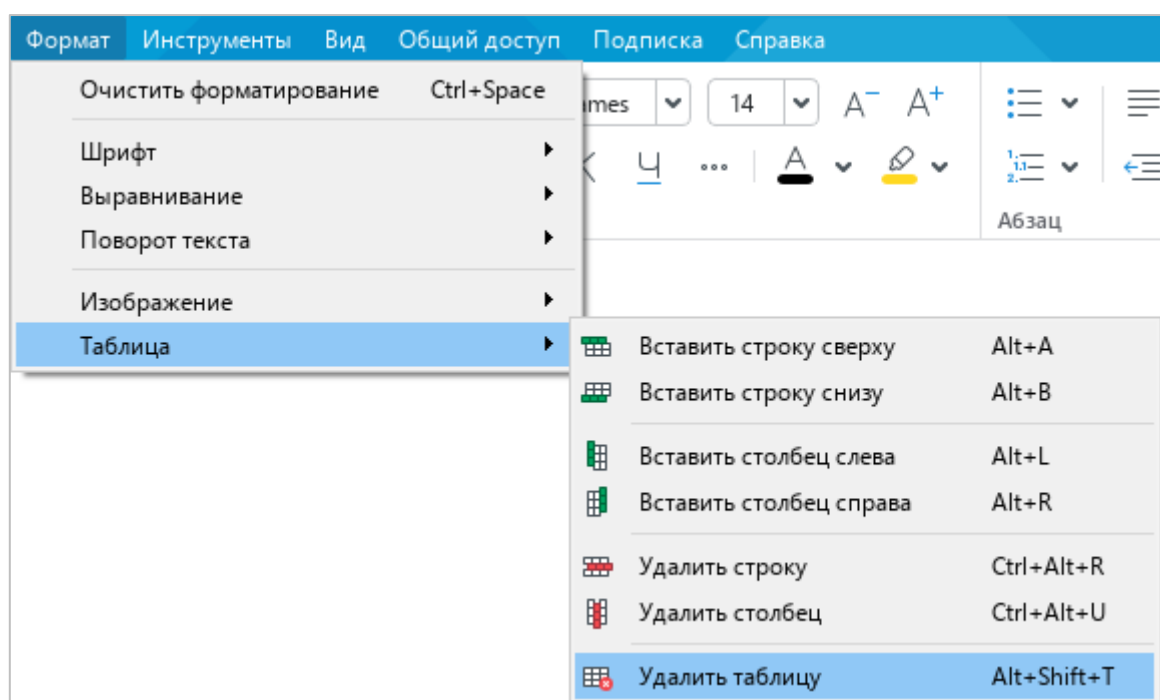 Формат Инструменты Вид Общий доступ Подписка Справка
Очистить форматирование Ctrl+Space
14 A– A+
Шрифт
Ч A
Выравнивание
Абзац
Поворот текста
Изображение
Таблица
Вставить строку сверху Alt+A
Вставить строку снизу Alt+B
Вставить столбец слева Alt+L
Вставить столбец справа Alt+R
Удалить строку Ctrl+Alt+R
Удалить столбец Ctrl+Alt+U
Удалить таблицу Alt+Shift+T